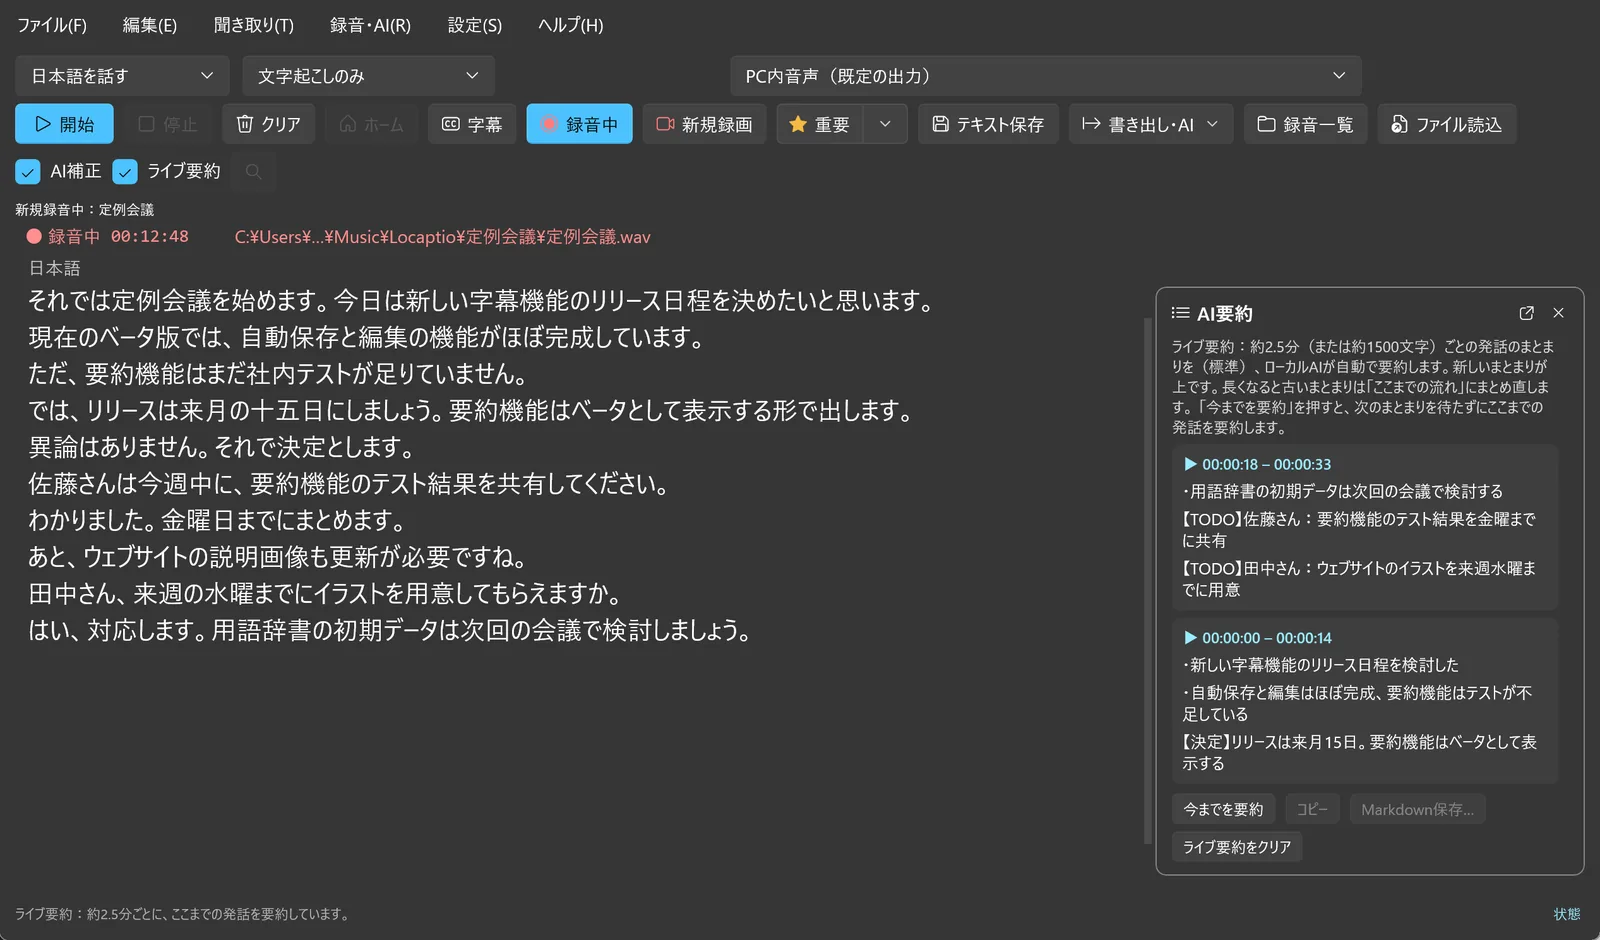 ファイル(F) 編集(E) 聞き取り(T) 録音・AI(R) 設定(S) ヘルプ(H)
日本語を話す 文字起こしのみ PC内音声（既定の出力）
開始 停止 クリア ホーム CC 字幕 録音中 新規録画 重要 テキスト保存 書き出し・AI 録音一覧 ファイル読込
AI補正 ライブ要約
新規録音中：定例会議
録音中 00:12:48 C:¥Users¥...¥Music¥Locaptio¥定例会議¥定例会議.wav
日本語
それでは定例会議を始めます。今日は新しい字幕機能のリリース日程を決めたいと思います。
現在のベータ版では、自動保存と編集の機能がほぼ完成しています。
ただ、要約機能はまだ社内テストが足りていません。
では、リリースは来月の十五日にしましょう。要約機能はベータとして表示する形で出します。
異論はありません。それで決定とします。
佐藤さんは今週中に、要約機能のテスト結果を共有してください。
わかりました。金曜日までにまとめます。
あと、ウェブサイトの説明画像も更新が必要ですね。
田中さん、来週の水曜までにイラストを用意してもらえますか。
はい、対応します。用語辞書の初期データは次回の会議で検討しましょう。
AI要約
ライブ要約：約2.5分（または約1500文字）ごとの発話のまとま
りを（標準）、ローカルAIが自動で要約します。新しいまとまりが
上です。長くなると古いまとまりは「ここまでの流れ」にまとめ直しま
す。「今までを要約」を押すと、次のまとまりを待たずにここまでの
発話を要約します。
▶ 00:00:18 – 00:00:33
・用語辞書の初期データは次回の会議で検討する
【TODO】佐藤さん：要約機能のテスト結果を金曜まで
に共有
【TODO】田中さん：ウェブサイトのイラストを来週水曜ま
でに用意
▶ 00:00:00 – 00:00:14
・新しい字幕機能のリリース日程を検討した
・自動保存と編集はほぼ完成、要約機能はテストが不
足している
【決定】リリースは来月15日。要約機能はベータとして表
示する
今までを要約 コピー Markdown保存...
ライブ要約をクリア
ライブ要約：約2.5分ごとに、ここまでの発話を要約しています。 状態